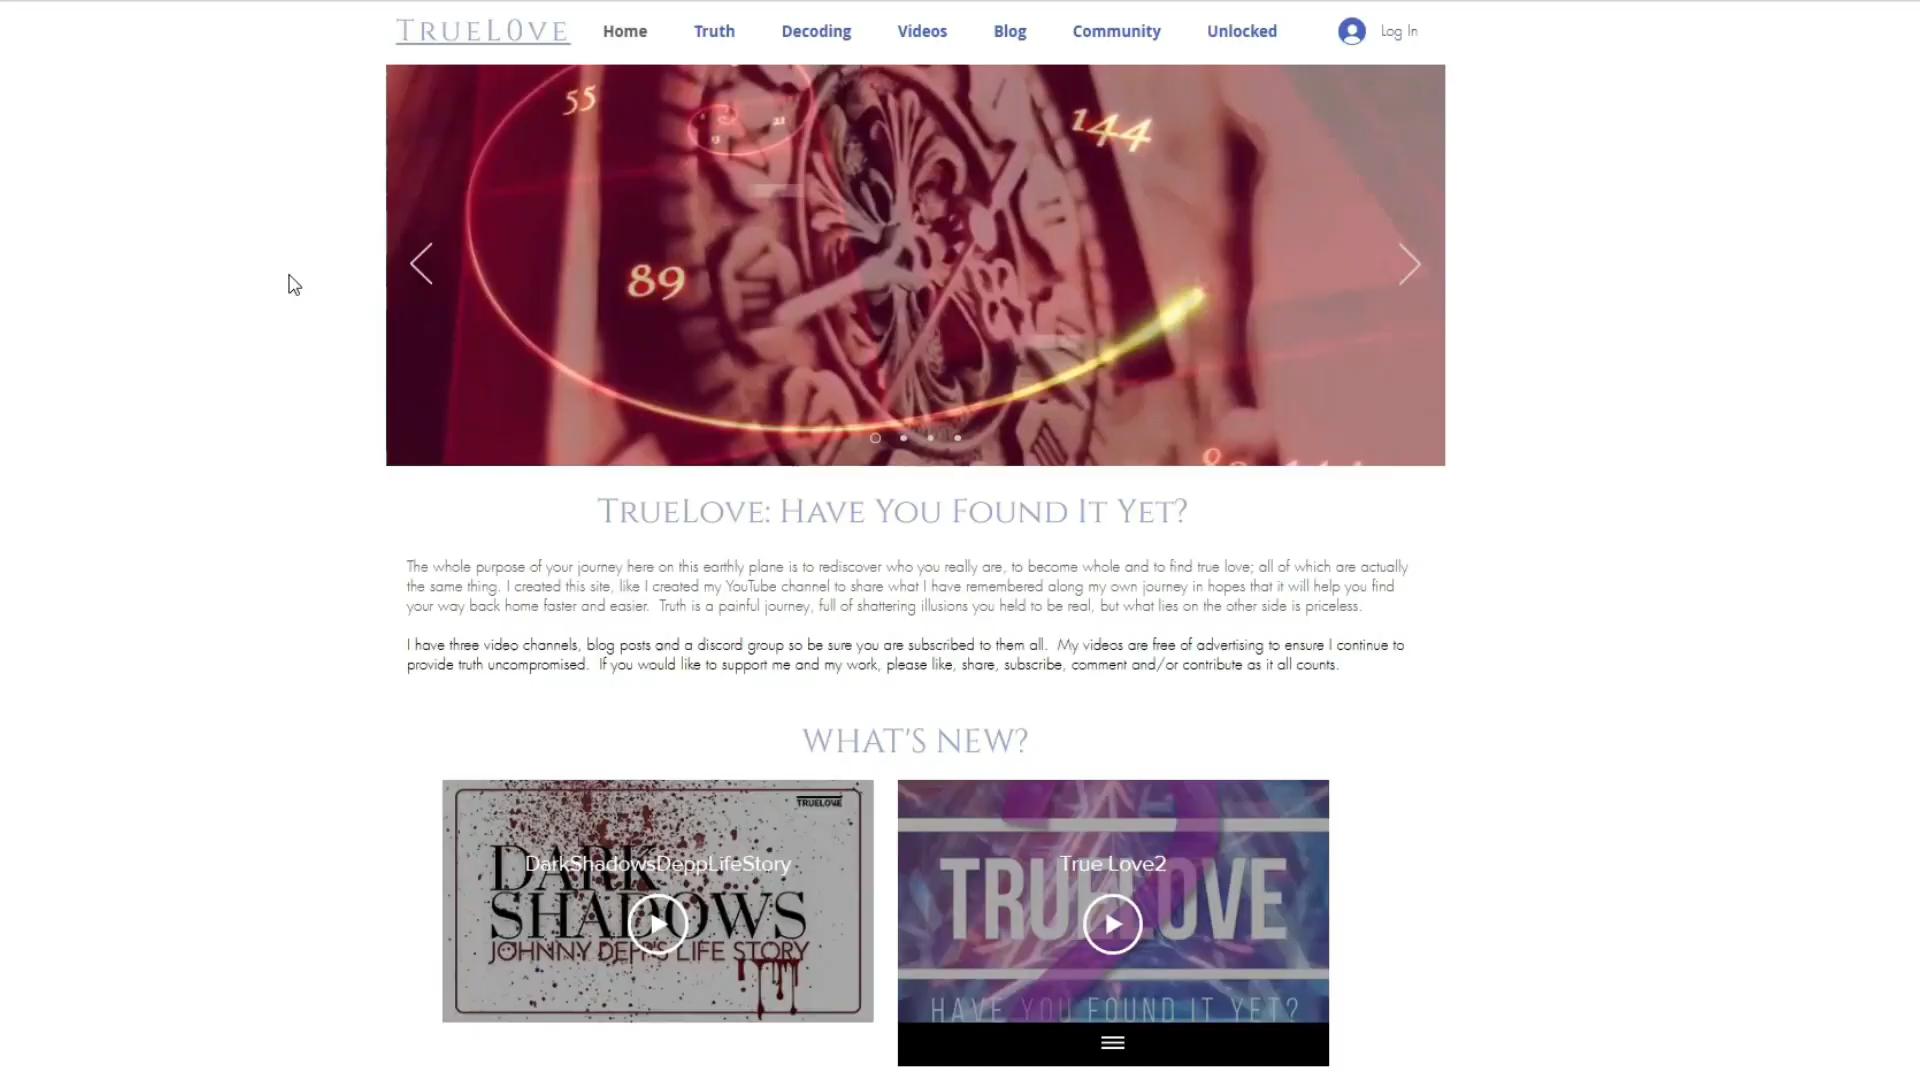 TrueL0ve
Home Truth Decoding Videos Blog Community Unlocked Log In
55
144
21
13
89
TrueLove: Have You Found It Yet?
The whole purpose of your journey here on this earthly plane is to rediscover who you really are, to become whole and to find true love; all of which are actually
the same thing. I created this site, like I created my YouTube channel to share what I have remembered along my own journey in hopes that it will help you find
your way back home faster and easier. Truth is a painful journey, full of shattering illusions you held to be real, but what lies on the other side is priceless.
I have three video channels, blog posts and a discord group so be sure you are subscribed to them all. My videos are free of advertising to ensure I continue to
provide truth uncompromised. If you would like to support me and my work, please like, share, subscribe, comment and/or contribute as it all counts.
WHAT'S NEW?
TRUELOVE
DarkShadowsDeppLifeStory
DARK
SHADOWS
JOHNNY DEPP'S LIFE STORY
True Love2
TRUELOVE
HAVE YOU FOUND IT YET?